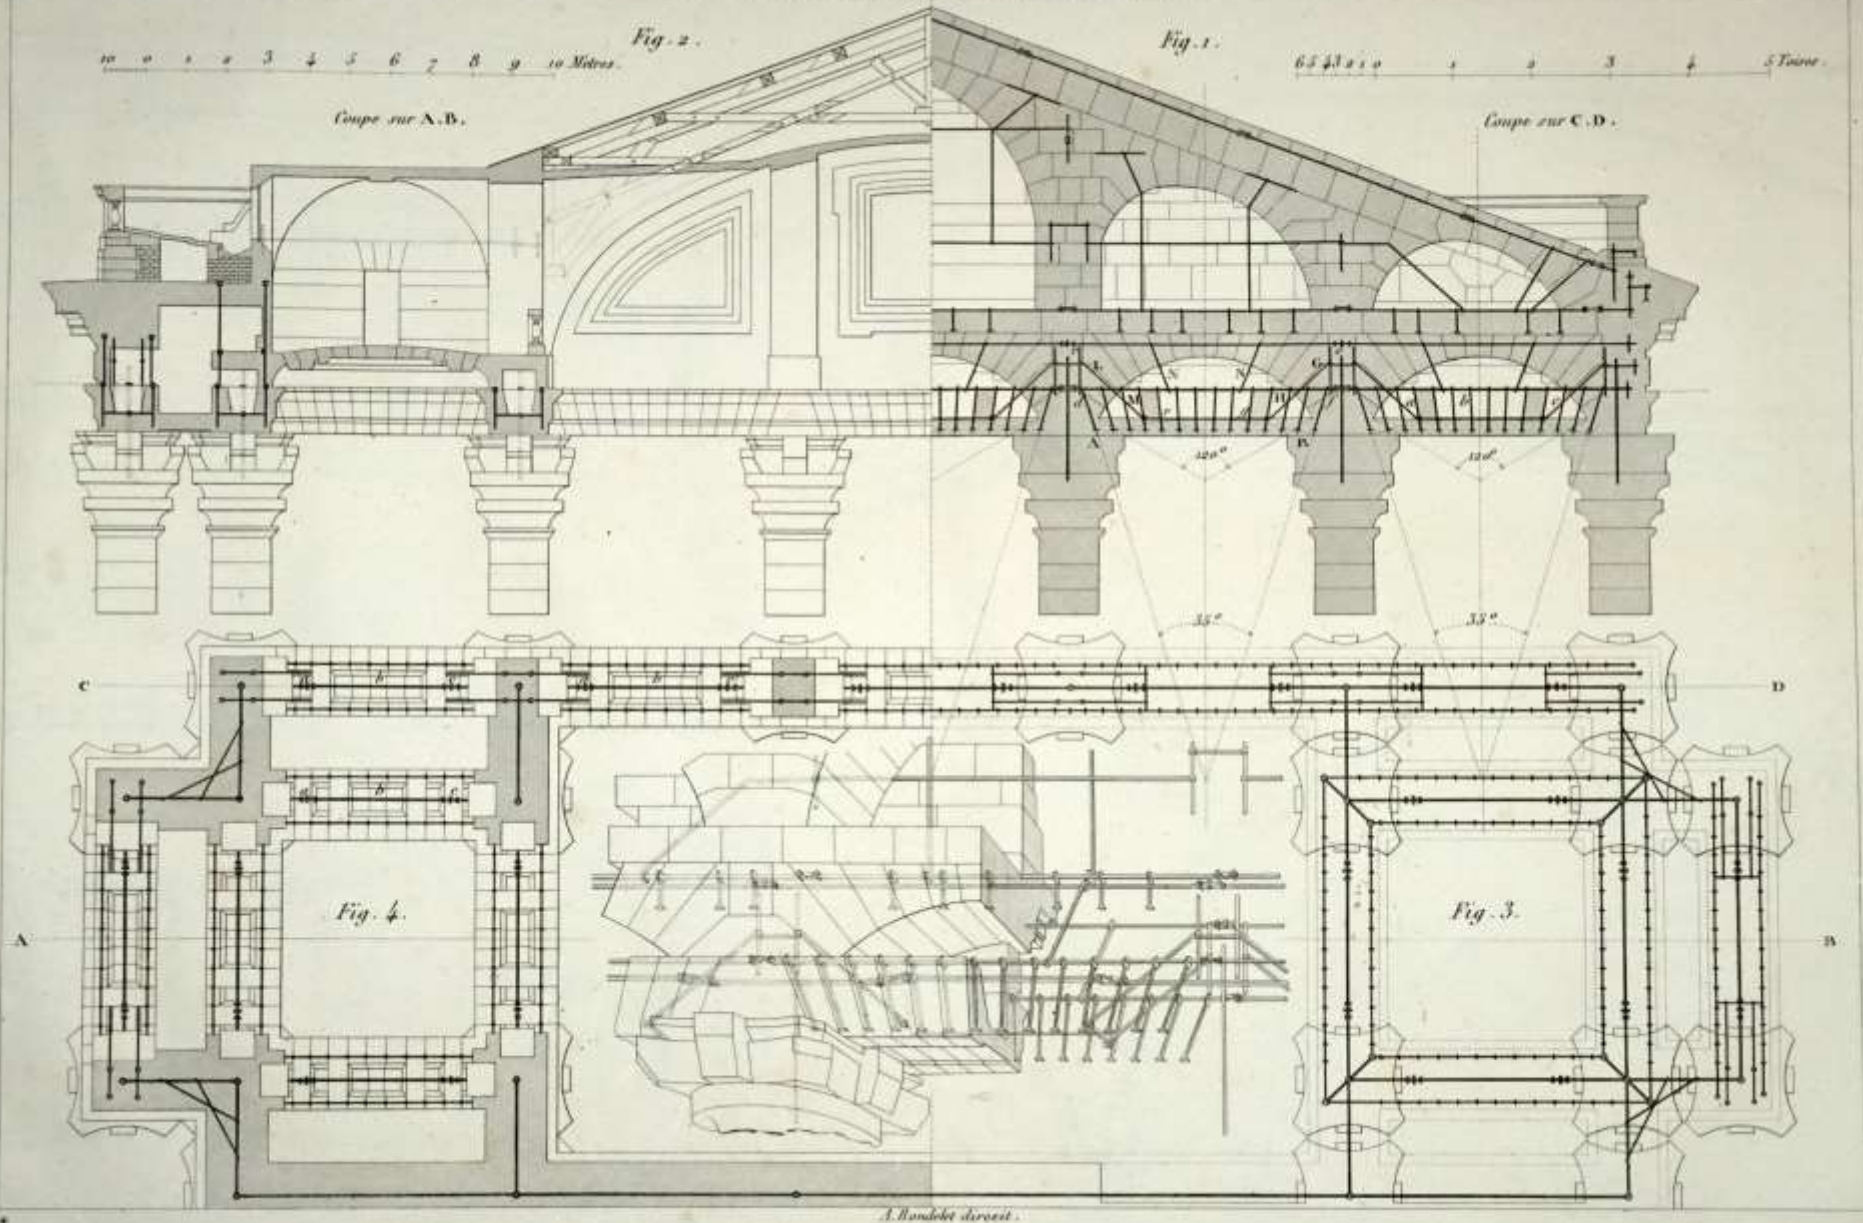 Fig. 2.
Fig. 1.
10 0 1 2 3 4 5 6 7 8 9 10 Mètres.
6 5 4 3 2 1 0 1 2 3 4 5 Toises.
Coupe sur A.B.
Coupe sur C.D.
L
G
N N
M
H
a b c
A
B
120° 120°
35° 35°
C
D
b
b
a b c
Fig. 4.
Fig. 3.
A
B
A. Rondelet direxit.